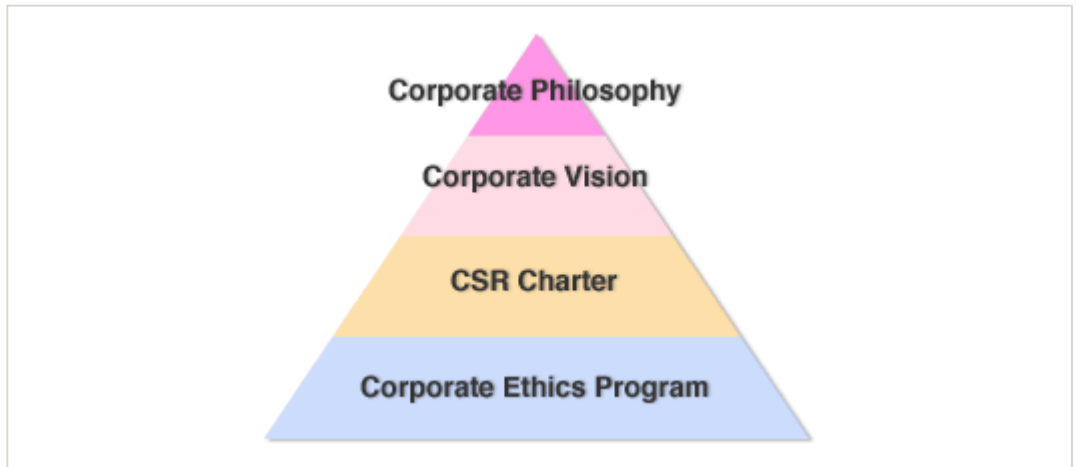 Corporate Philosophy
Corporate Vision
CSR Charter
Corporate Ethics Program